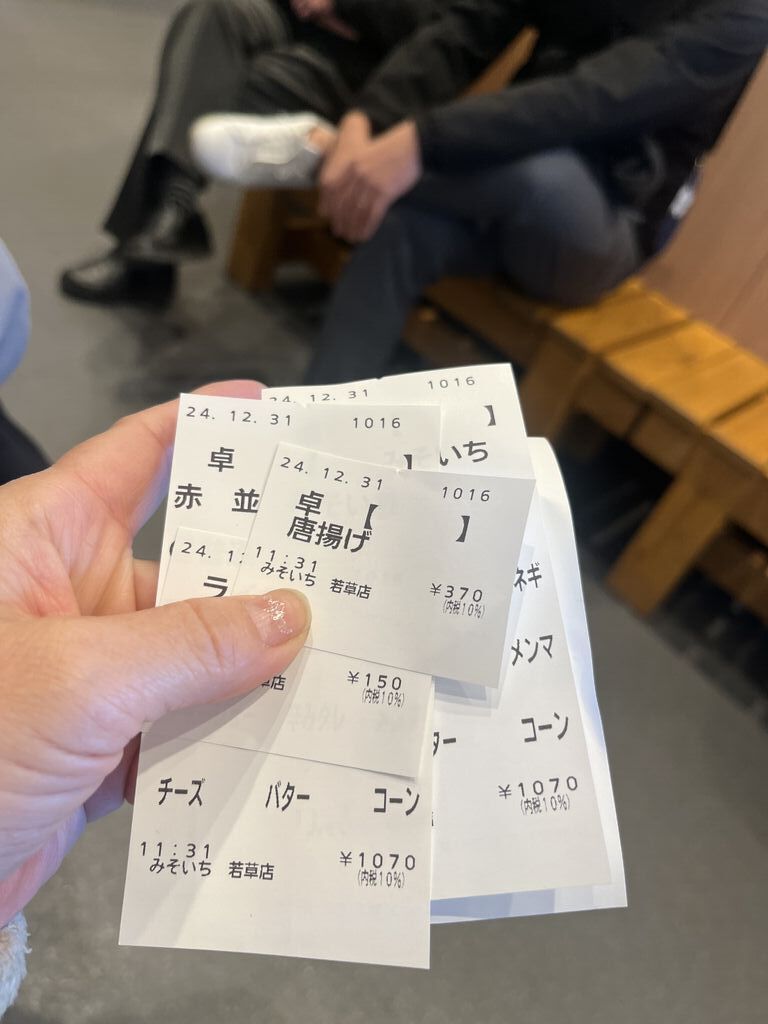 24. 12. 31 1016
】
いち
ネギ
メンマ
コーン
¥1070
(内税10%)
24. 12. 31 1016
卓 】
赤 並
チーズ バター コーン
11:31 ¥1070
みそいち 若草店 (内税10%)
24. 1
ラ
¥150
店 (内税10%)
24. 12. 31 1016
卓【 】
唐揚げ
11:31
みそいち 若草店 ¥370
(内税10%)